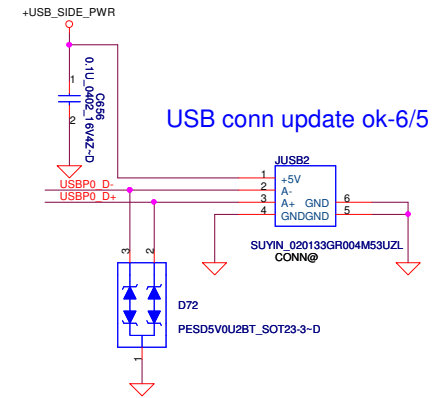 +USB_SIDE_PWR
1
2
C656
0.1U_0402_16V4Z~D
USB conn update ok-6/5
JUSB2
1 +5V
2 A-
3 A+ GND 6
4 GNDGND 5
USBP0_D-
USBP0_D+
SUYIN_020133GR004M53UZL
CONN@
3
2
D72
PESD5V0U2BT_SOT23-3~D
1